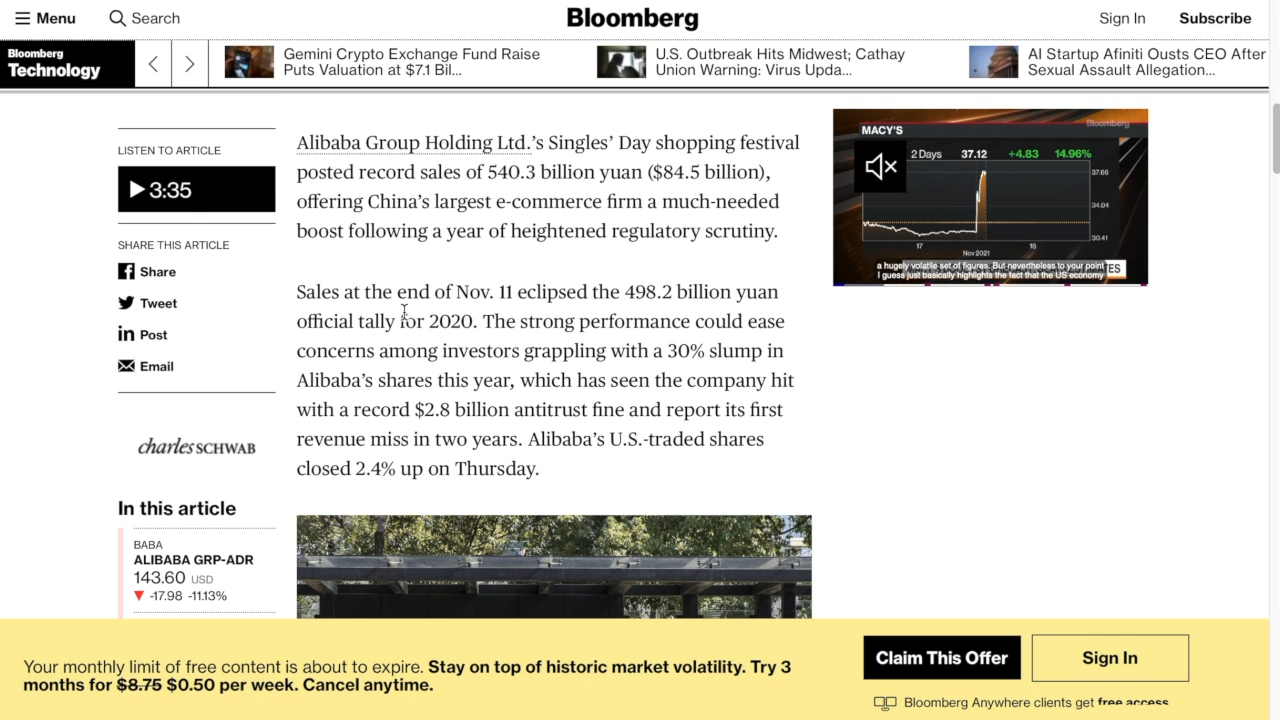 Menu
Search
Bloomberg
Sign In
Subscribe
Bloomberg
Technology
Gemini Crypto Exchange Fund Raise
Puts Valuation at $7.1 Bil...
U.S. Outbreak Hits Midwest; Cathay
Union Warning: Virus Upda...
AI Startup Afiniti Ousts CEO After
Sexual Assault Allegation...
LISTEN TO ARTICLE
3:35
SHARE THIS ARTICLE
Share
Tweet
Post
Email
charles SCHWAB
In this article
BABA
ALIBABA GRP-ADR
143.60 USD
▼ -17.98 -11.13%
Alibaba Group Holding Ltd.’s Singles’ Day shopping festival
posted record sales of 540.3 billion yuan ($84.5 billion),
offering China’s largest e-commerce firm a much-needed
boost following a year of heightened regulatory scrutiny.
Sales at the end of Nov. 11 eclipsed the 498.2 billion yuan
official tally for 2020. The strong performance could ease
concerns among investors grappling with a 30% slump in
Alibaba’s shares this year, which has seen the company hit
with a record $2.8 billion antitrust fine and report its first
revenue miss in two years. Alibaba’s U.S.-traded shares
closed 2.4% up on Thursday.
MACY'S
Bloomberg
2 Days 37.12 +4.83 14.96%
37.66
34.04
30.41
17 18
Nov 2021
a hugely volatile set of figures. But nevertheless to your point
I guess just basically highlights the fact that the US economy
Your monthly limit of free content is about to expire. Stay on top of historic market volatility. Try 3
months for $8.75 $0.50 per week. Cancel anytime.
Claim This Offer
Sign In
Bloomberg Anywhere clients get free access